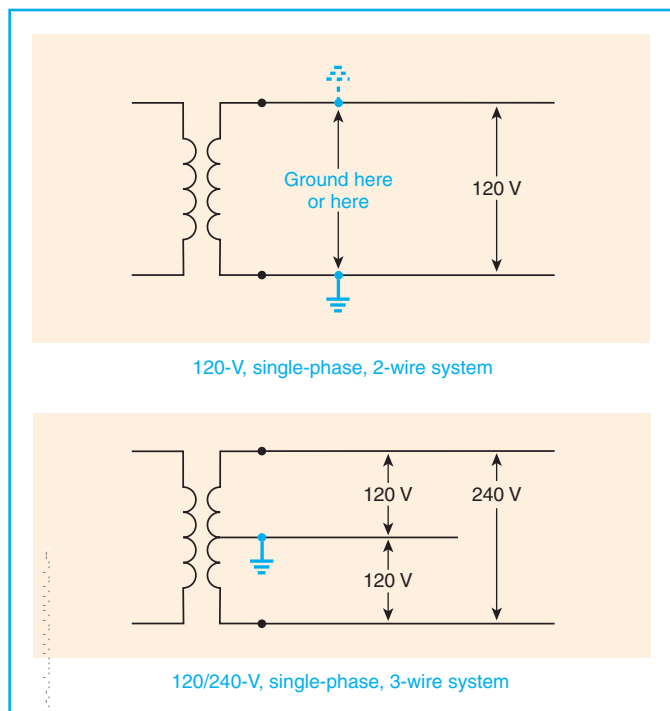 Ground here
or here
120 V
120-V, single-phase, 2-wire system
120 V
240 V
120 V
120/240-V, single-phase, 3-wire system